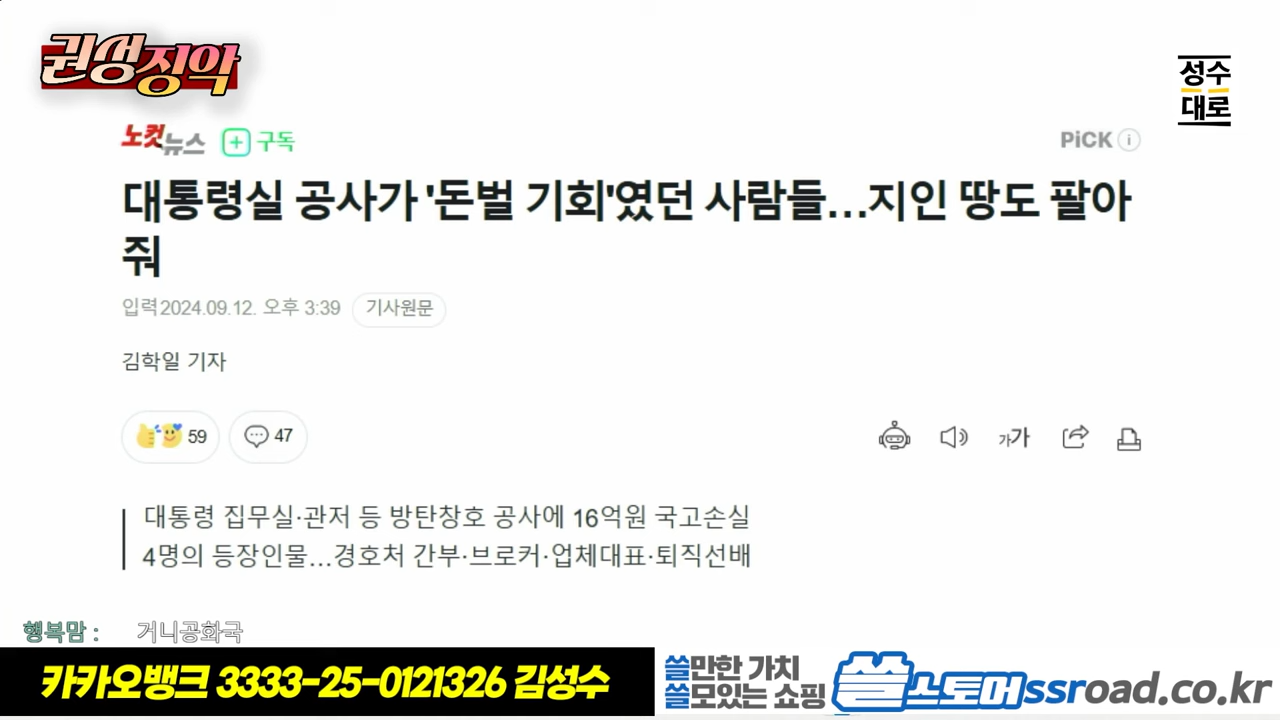 권성징악
성수
대로
노컷뉴스 + 구독
PiCK i
대통령실 공사가 '돈벌 기회'였던 사람들…지인 땅도 팔아
줘
입력2024.09.12. 오후 3:39 기사원문
김학일 기자
59 47
가가
대통령 집무실·관저 등 방탄창호 공사에 16억원 국고손실
4명의 등장인물…경호처 간부·브로커·업체대표·퇴직선배
행복맘 : 거니공화국
카카오뱅크 3333-25-0121326 김성수
쓸만한 가치
쓸모있는 쇼핑
쓸스토어ssroad.co.kr